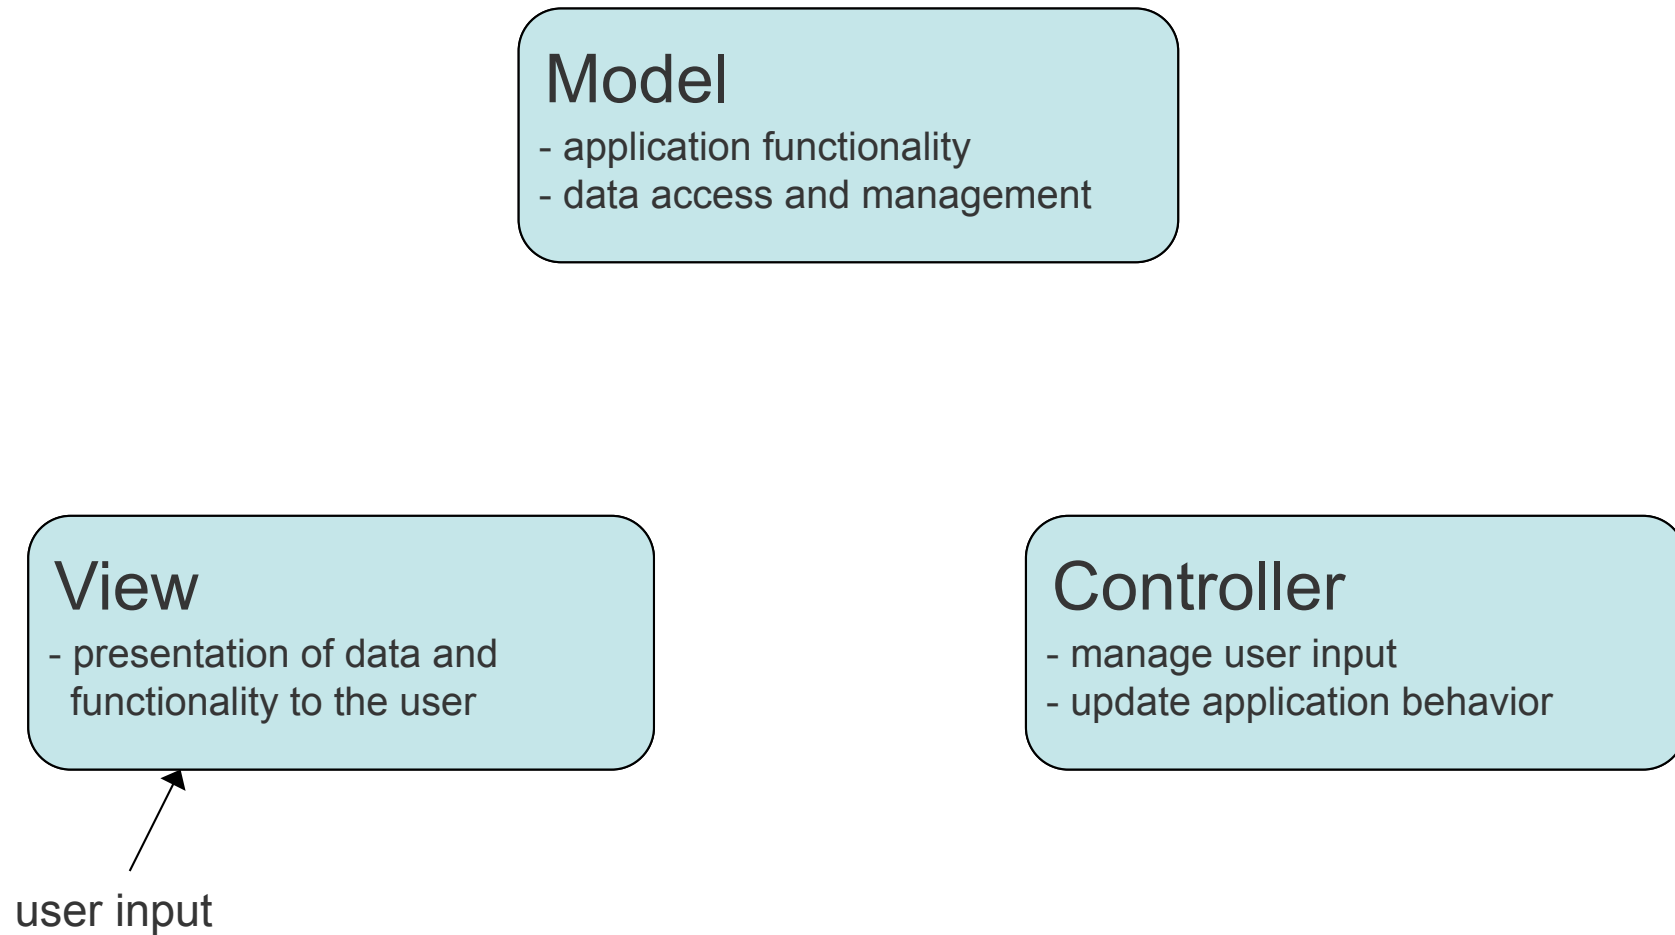 Model
- application functionality
- data access and management
View
- presentation of data and
functionality to the user
Controller
- manage user input
- update application behavior
user input